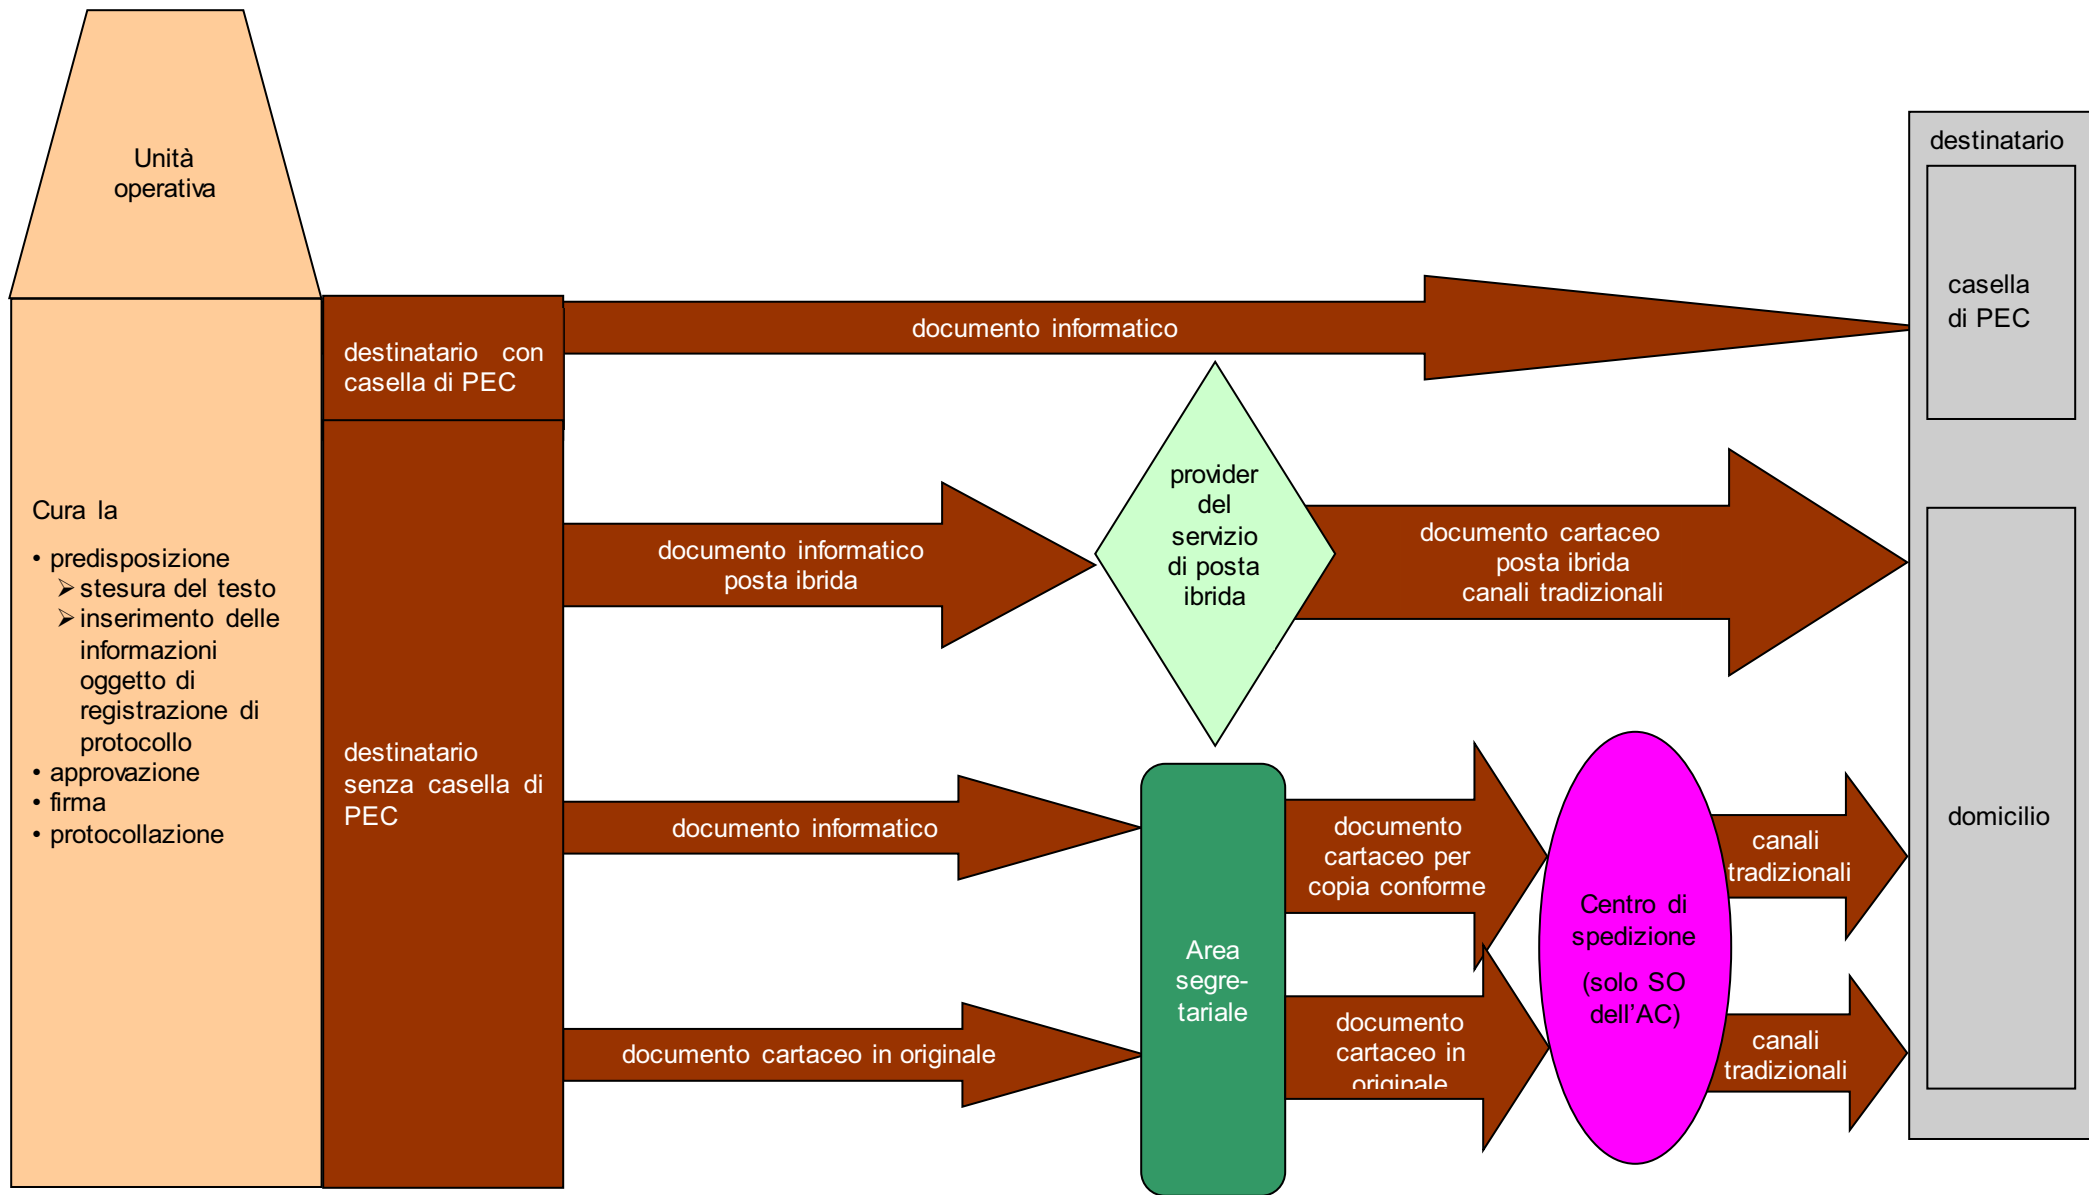 Unità
operativa
Cura la
• predisposizione
➢ stesura del testo
➢ inserimento delle
informazioni
oggetto di
registrazione di
protocollo
• approvazione
• firma
• protocollazione
destinatario con
casella di PEC
destinatario
senza casella di
PEC
documento informatico
documento informatico
posta ibrida
provider
del
servizio
di posta
ibrida
documento cartaceo
posta ibrida
canali tradizionali
documento informatico
documento cartaceo in originale
Area
segre-
tariale
documento
cartaceo per
copia conforme
documento
cartaceo in
originale
Centro di
spedizione
(solo SO
dell'AC)
canali
tradizionali
canali
tradizionali
destinatario
casella
di PEC
domicilio